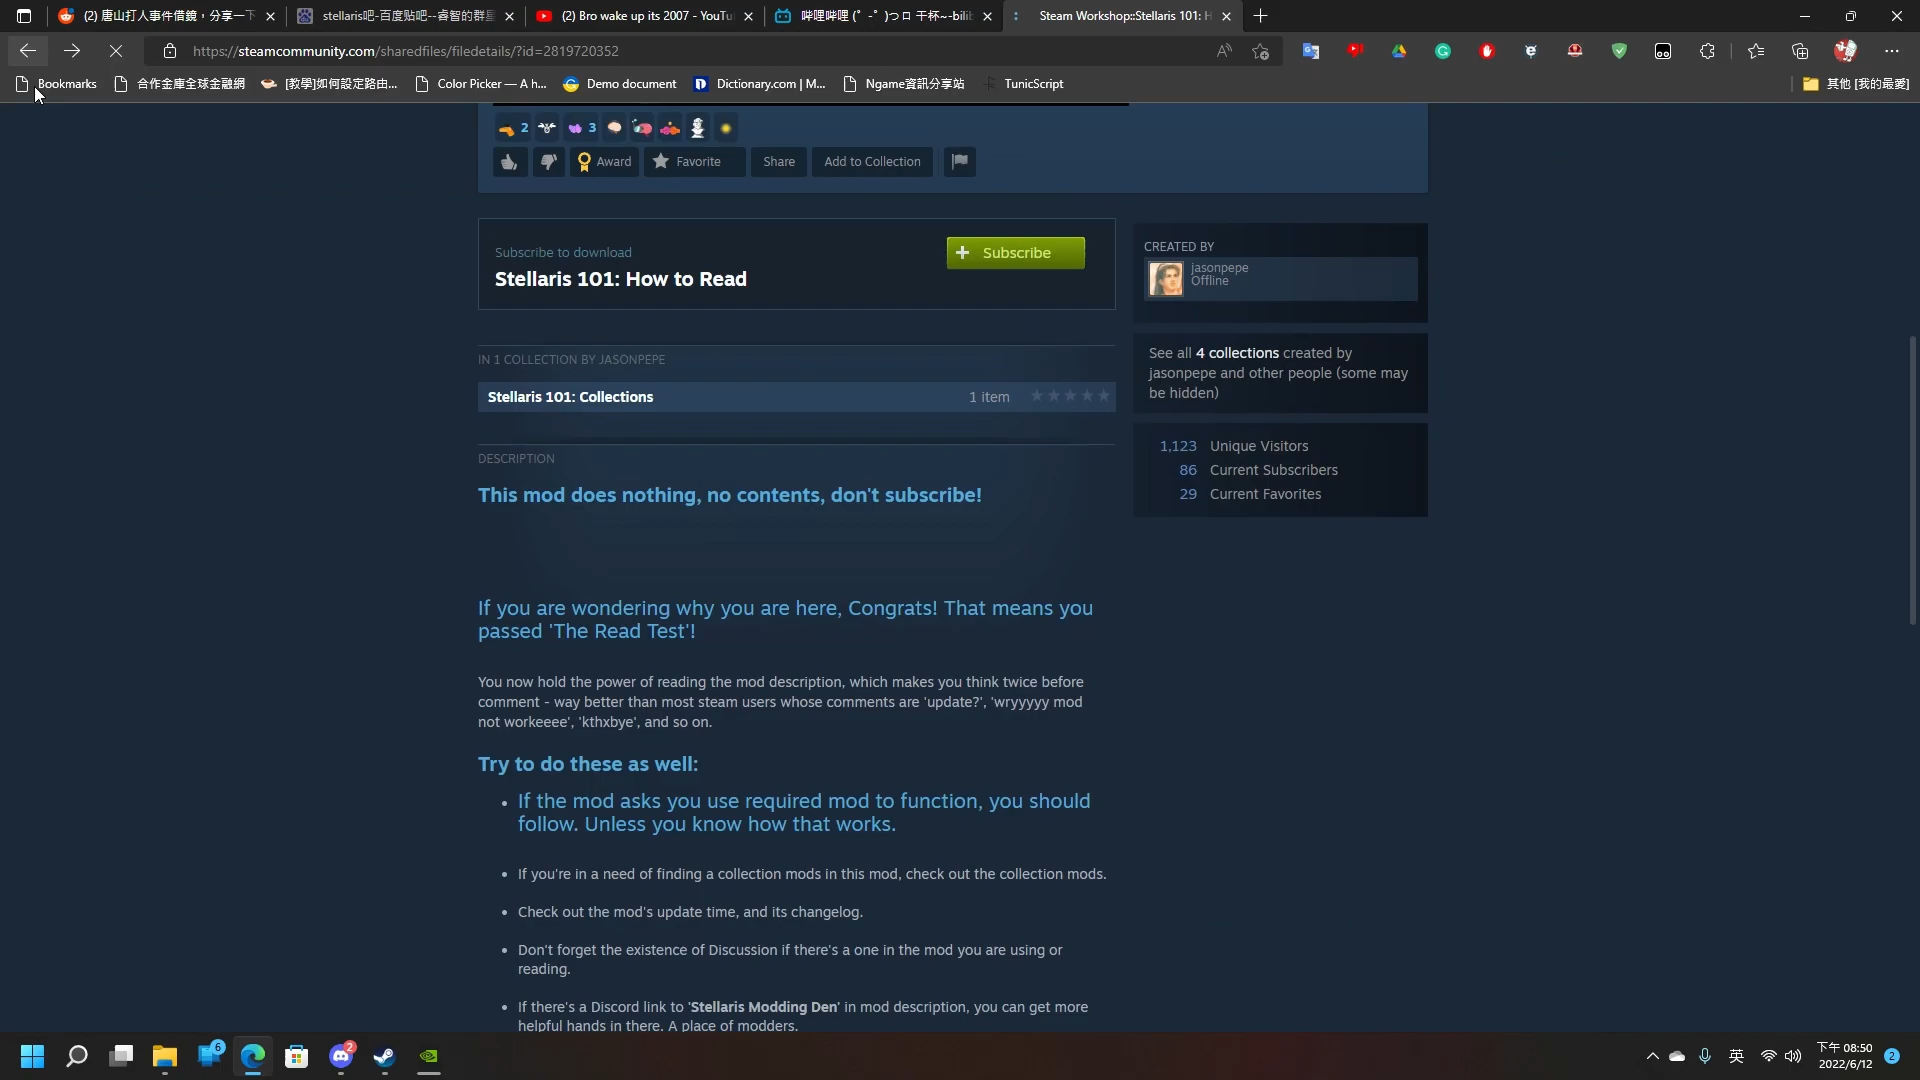 (2) 唐山打人事件借鏡，分享一下
stellaris吧-百度贴吧--睿智的群星
(2) Bro wake up its 2007 - YouTu
哔哩哔哩 (゜-゜)つロ 干杯~-bilib
Steam Workshop::Stellaris 101: H
https://steamcommunity.com/sharedfiles/filedetails/?id=2819720352
Bookmarks
合作金庫全球金融網
[教學]如何設定路由...
Color Picker — A h...
Demo document
Dictionary.com | M...
Ngame資訊分享站
TunicScript
其他 [我的最愛]
2
3
Award
Favorite
Share
Add to Collection
Subscribe to download
Stellaris 101: How to Read
Subscribe
CREATED BY
jasonpepe
Offline
IN 1 COLLECTION BY JASONPEPE
Stellaris 101: Collections
1 item
See all 4 collections created by
jasonpepe and other people (some may
be hidden)
1,123 Unique Visitors
86 Current Subscribers
29 Current Favorites
DESCRIPTION
This mod does nothing, no contents, don't subscribe!
If you are wondering why you are here, Congrats! That means you
passed 'The Read Test'!
You now hold the power of reading the mod description, which makes you think twice before
comment - way better than most steam users whose comments are 'update?', 'wryyyyy mod
not workeeee', 'kthxbye', and so on.
Try to do these as well:
If the mod asks you use required mod to function, you should
follow. Unless you know how that works.
If you're in a need of finding a collection mods in this mod, check out the collection mods.
Check out the mod's update time, and its changelog.
Don't forget the existence of Discussion if there's a one in the mod you are using or
reading.
If there's a Discord link to 'Stellaris Modding Den' in mod description, you can get more
helpful hands in there. A place of modders.
6
2
英
下午 08:50
2022/6/12
2